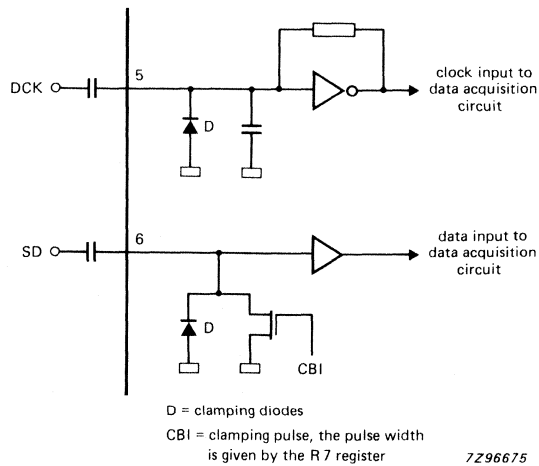 DCK
5
D
clock input to
data acquisition
circuit
SD
6
D
CBI
data input to
data acquisition
circuit
D = clamping diodes
CBI = clamping pulse, the pulse width
is given by the R7 register
7Z96675